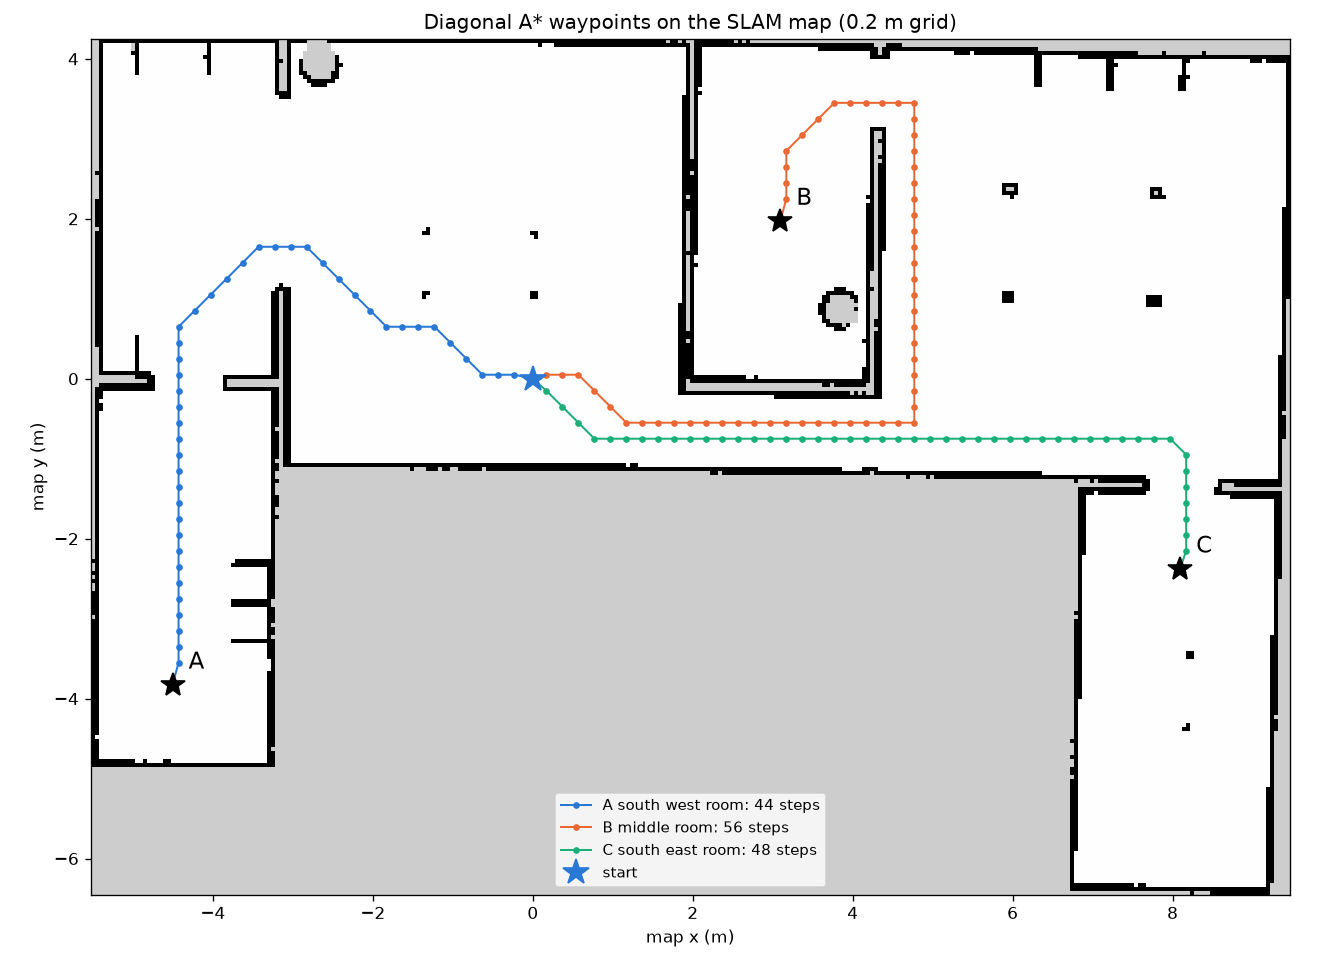 Diagonal A* waypoints on the SLAM map (0.2 m grid)
4
2
0
−2
−4
−6
map y (m)
B
C
A
A south west room: 44 steps
B middle room: 56 steps
C south east room: 48 steps
start
−4
−2
0
2
4
6
8
map x (m)